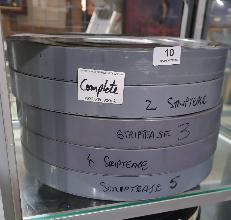 10
Complete
2 STRIPTEASE
STRIPTEASE 3
4 STRIPTEASE
STRIPTEASE 5